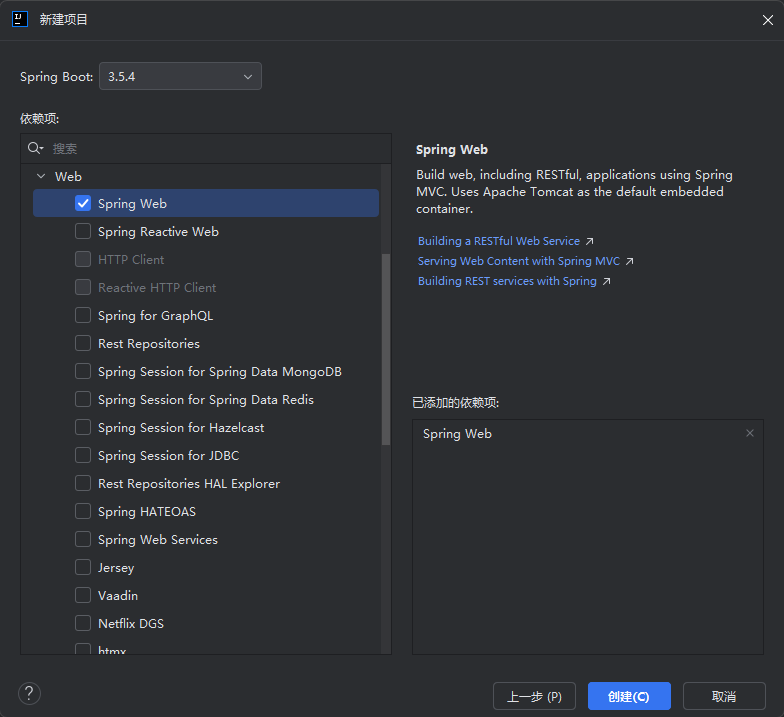 新建项目
Spring Boot: 3.5.4
依赖项:
搜索
Web
Spring Web
Spring Reactive Web
HTTP Client
Reactive HTTP Client
Spring for GraphQL
Rest Repositories
Spring Session for Spring Data MongoDB
Spring Session for Spring Data Redis
Spring Session for Hazelcast
Spring Session for JDBC
Rest Repositories HAL Explorer
Spring HATEOAS
Spring Web Services
Jersey
Vaadin
Netflix DGS
htmx
Spring Web
Build web, including RESTful, applications using Spring
MVC. Uses Apache Tomcat as the default embedded
container.
Building a RESTful Web Service ↗
Serving Web Content with Spring MVC ↗
Building REST services with Spring ↗
已添加的依赖项:
Spring Web
?
上一步 (P)
创建(C)
取消